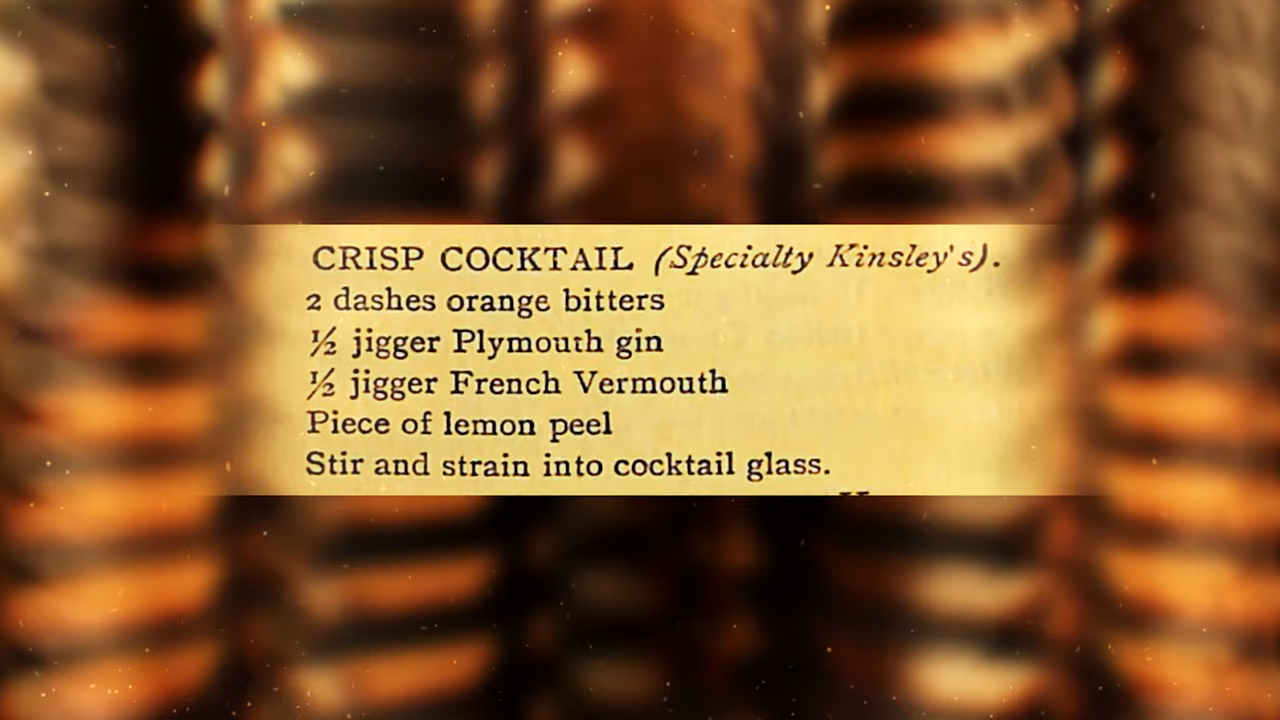 CRISP COCKTAIL (Specialty Kinsley's).
2 dashes orange bitters
½ jigger Plymouth gin
½ jigger French Vermouth
Piece of lemon peel
Stir and strain into cocktail glass.